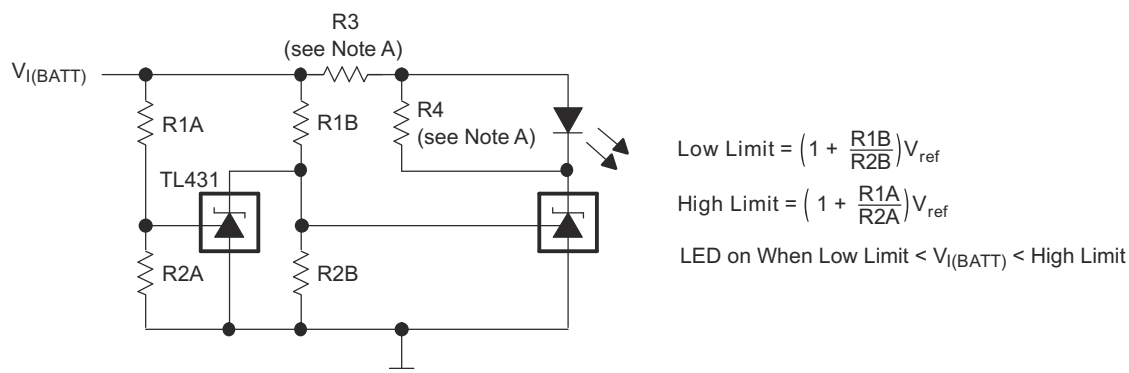 R3
(see Note A)
V_I(BATT)
R1A
R1B
R4
(see Note A)
TL431
R2A
R2B
Low Limit = ( 1 + R1B/R2B ) V_ref
High Limit = ( 1 + R1A/R2A ) V_ref
LED on When Low Limit < V_I(BATT) < High Limit